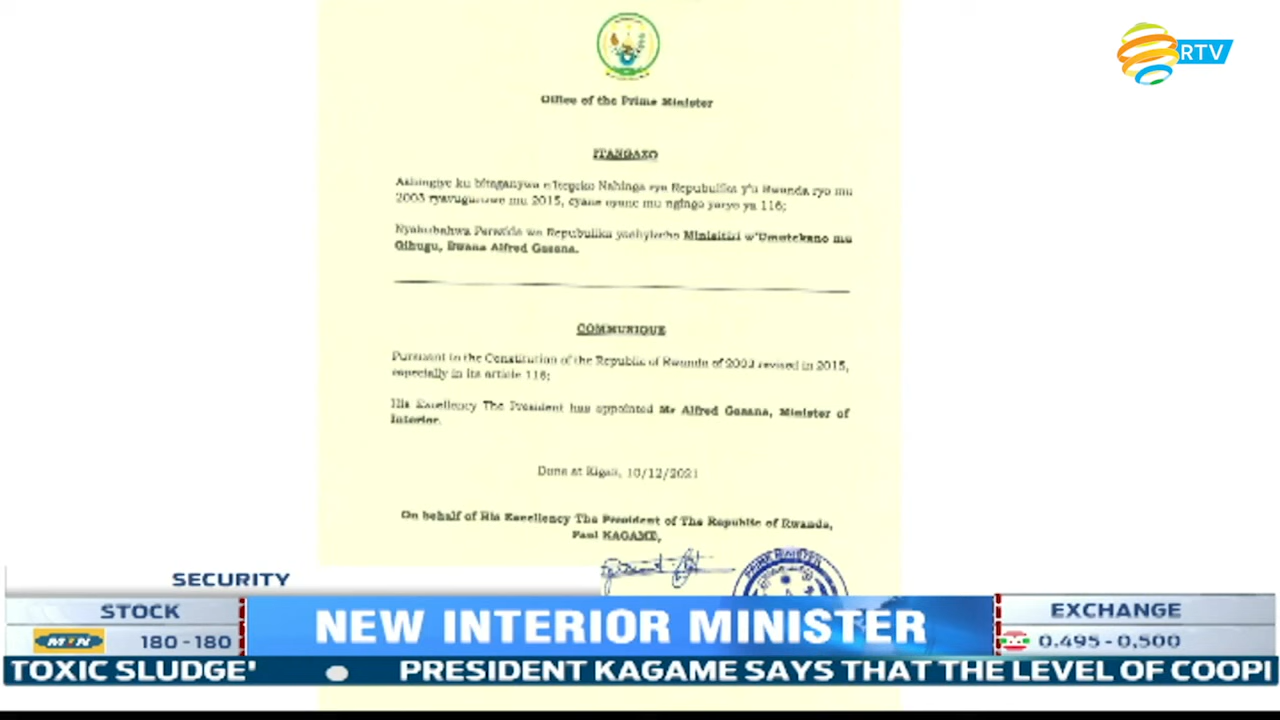 RTV
Office of the Prime Minister
ITANGAZO
Ashingiye ku biteganywa n'Itegeko Nshinga rya Repubulika y'u Rwanda ryo mu
2003 ryavuguruwe mu 2015, cyane cyane mu ngingo yaryo ya 116;
Nyakubahwa Perezida wa Repubulika yashyizeho Minisitiri w'Umutekano mu
Gihugu, Bwana Alfred Gasana.
COMMUNIQUE
Pursuant to the Constitution of the Republic of Rwanda of 2003 revised in 2015,
especially in its article 116;
His Excellency The President has appointed Mr Alfred Gasana, Minister of
Interior.
Done at Kigali, 10/12/2021
On behalf of His Excellency The President of The Republic of Rwanda,
Paul KAGAME,
PRIME MINISTER
SECURITY
STOCK
MTN 180-180
NEW INTERIOR MINISTER
EXCHANGE
0.495-0,500
TOXIC SLUDGE' PRESIDENT KAGAME SAYS THAT THE LEVEL OF COOPI